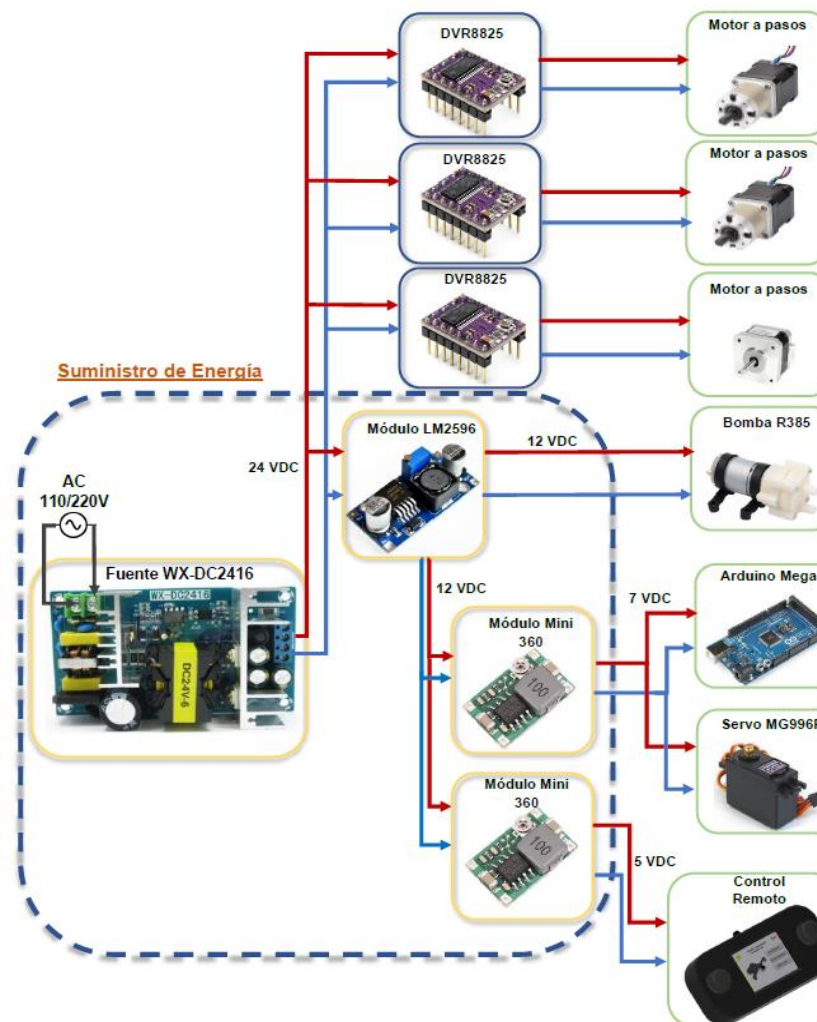 DVR8825
Motor a pasos
DVR8825
Motor a pasos
DVR8825
Motor a pasos
Suministro de Energía
Módulo LM2596
12 VDC
Bomba R385
24 VDC
AC
110/220V
Fuente WX-DC2416
WX-DC2416
DC24V-6
12 VDC
Módulo Mini
360
100
7 VDC
Arduino Mega
Servo MG996R
Módulo Mini
360
100
5 VDC
Control
Remoto